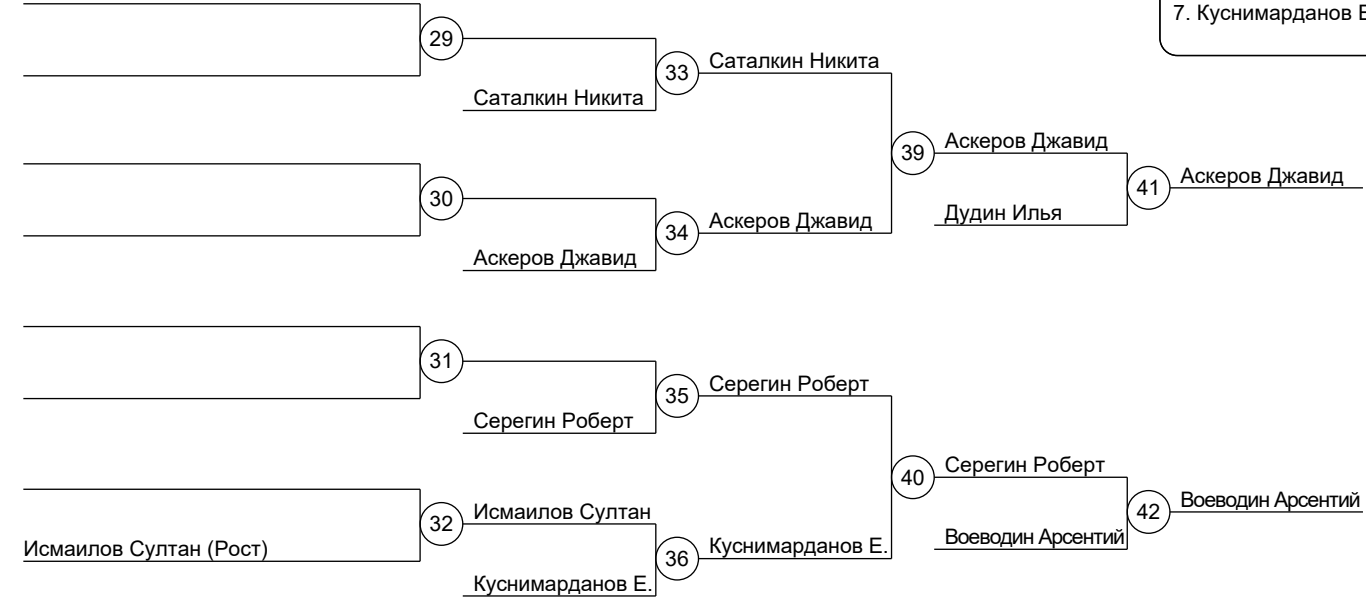 7. Куснимарданов Е
29
Саталкин Никита
33
Саталкин Никита
39
Аскеров Джавид
41
Аскеров Джавид
30
Аскеров Джавид
34
Аскеров Джавид
Дудин Илья
31
Серегин Роберт
35
Серегин Роберт
40
Серегин Роберт
42
Воеводин Арсентий
Исмаилов Султан (Рост)
32
Исмаилов Султан
Куснимарданов Е.
36
Куснимарданов Е.
Воеводин Арсентий